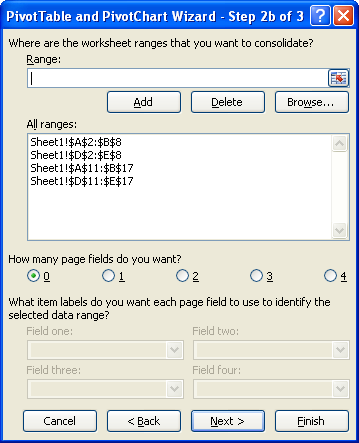 PivotTable and PivotChart Wizard - Step 2b of 3
Where are the worksheet ranges that you want to consolidate?
Range:
Add Delete Browse...
All ranges:
Sheet1!$A$2:$B$8
Sheet1!$D$2:$E$8
Sheet1!$A$11:$B$17
Sheet1!$D$11:$E$17
How many page fields do you want?
0 1 2 3 4
What item labels do you want each page field to use to identify the
selected data range?
Field one: Field two:
Field three: Field four:
Cancel < Back Next > Finish